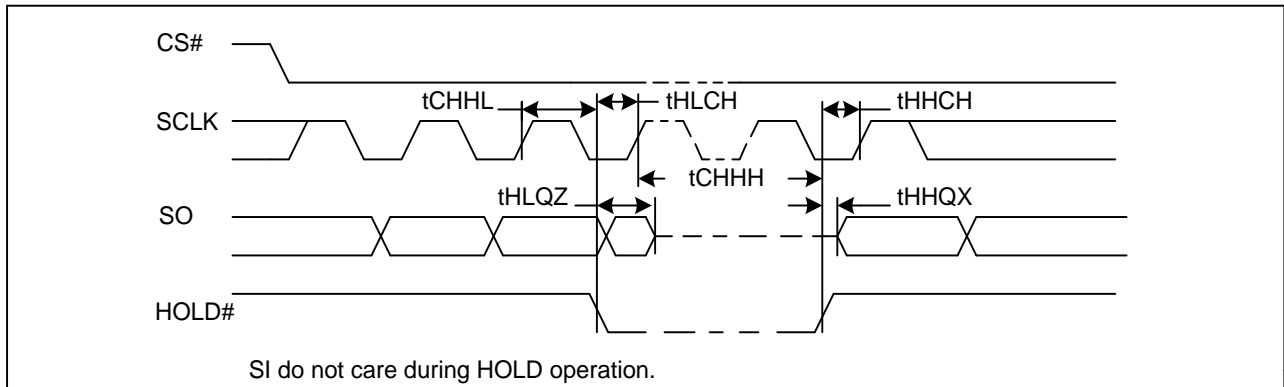 CS#
tCHHL
tHLCH
tHHCH
SCLK
tCHHH
tHLQZ
tHHQX
SO
HOLD#
SI do not care during HOLD operation.